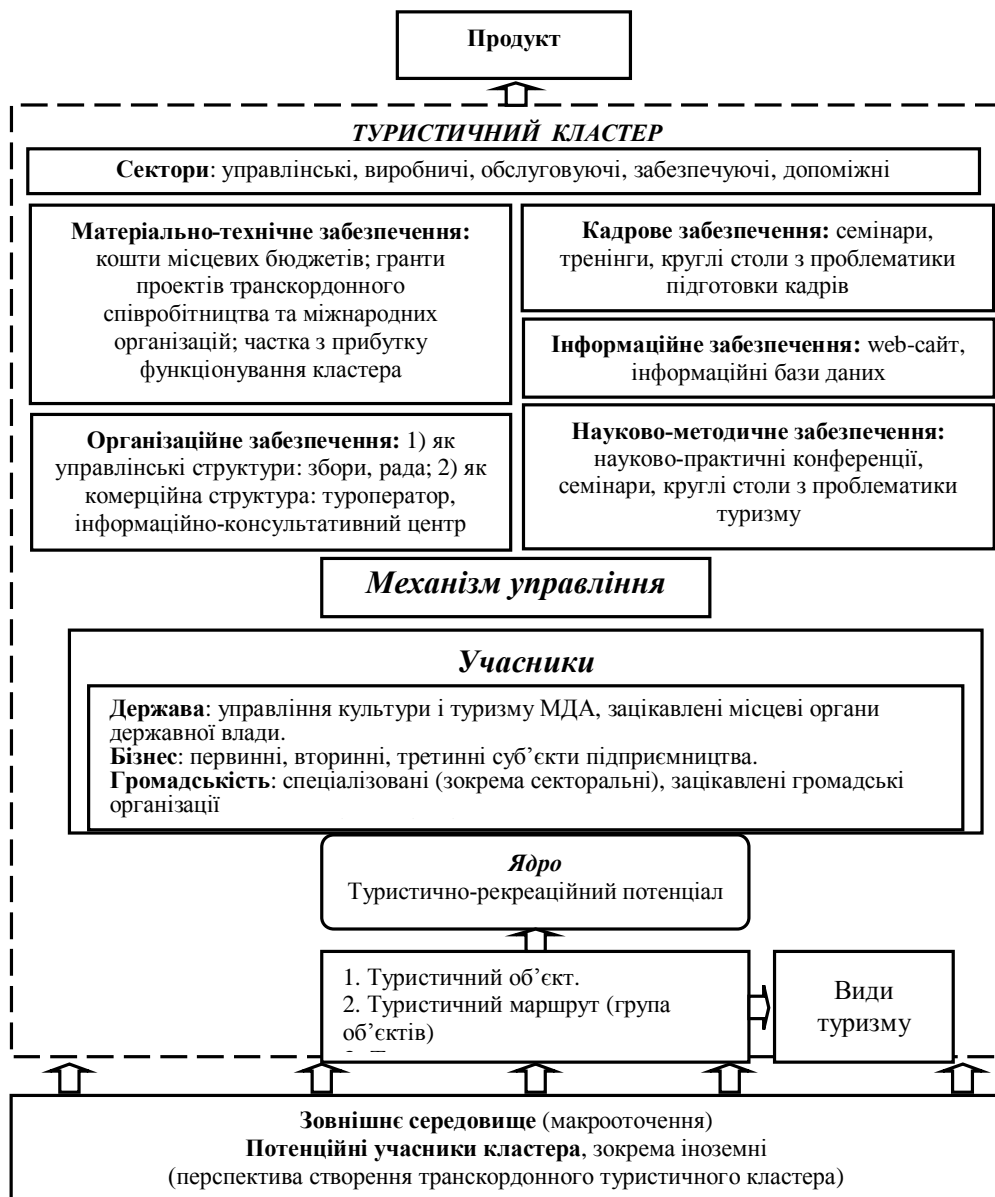 Продукт
ТУРИСТИЧНИЙ КЛАСТЕР
Сектори: управлінські, виробничі, обслуговуючі, забезпечуючі, допоміжні
Матеріально-технічне забезпечення:
кошти місцевих бюджетів; гранти
проектів транскордонного
співробітництва та міжнародних
організацій; частка з прибутку
функціонування кластера
Організаційне забезпечення: 1) як
управлінські структури: збори, рада; 2) як
комерційна структура: туроператор,
інформаційно-консультативний центр
Кадрове забезпечення: семінари,
тренінги, круглі столи з проблематики
підготовки кадрів
Інформаційне забезпечення: web-сайт,
інформаційні бази даних
Науково-методичне забезпечення:
науково-практичні конференції,
семінари, круглі столи з проблематики
туризму
Механізм управління
Учасники
Держава: управління культури і туризму МДА, зацікавлені місцеві органи
державної влади.
Бізнес: первинні, вторинні, третинні суб’єкти підприємництва.
Громадськість: спеціалізовані (зокрема секторальні), зацікавлені громадські
організації
Ядро
Туристично-рекреаційний потенціал
1. Туристичний об’єкт.
2. Туристичний маршрут (група
об’єктів)
Види
туризму
Зовнішнє середовище (макрооточення)
Потенційні учасники кластера, зокрема іноземні
(перспектива створення транскордонного туристичного кластера)